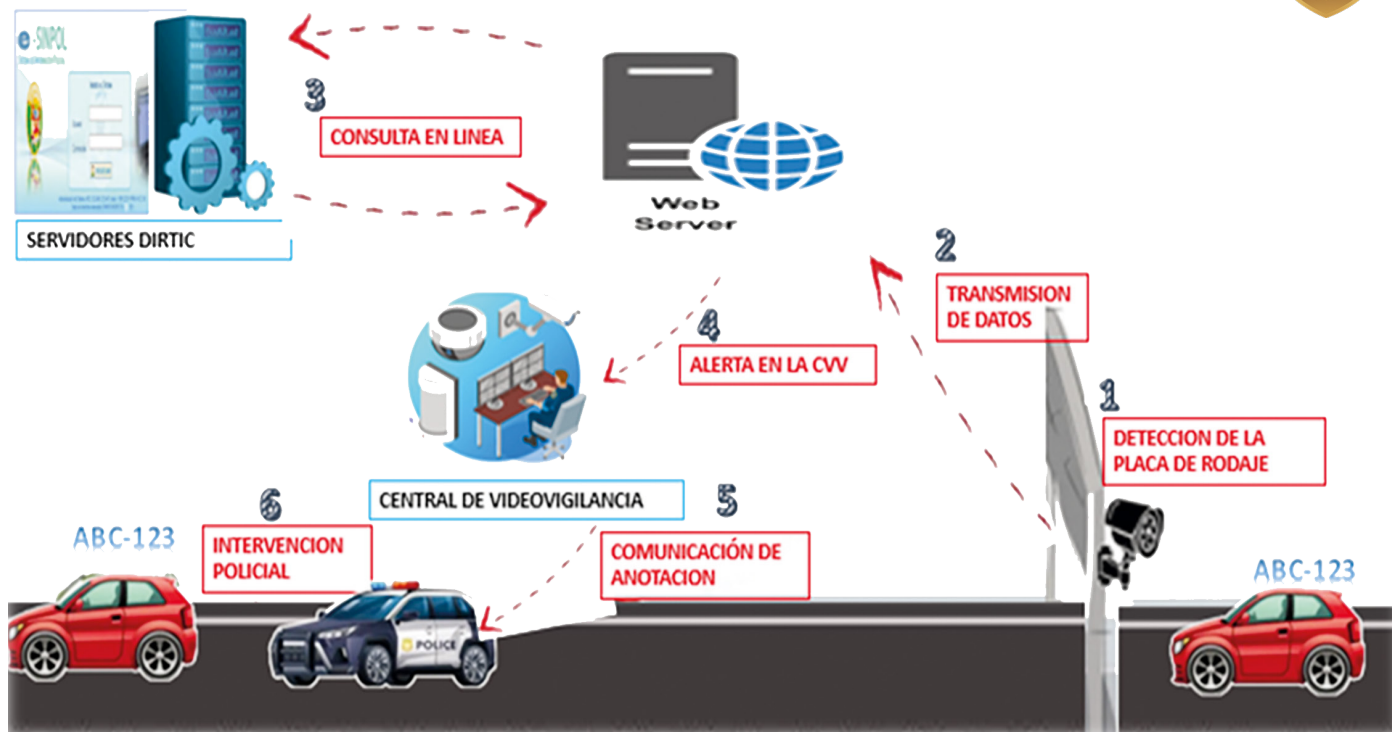 e-SINPOL
3
CONSULTA EN LINEA
Web
Server
SERVIDORES DIRTIC
2
TRANSMISION
DE DATOS
4
ALERTA EN LA CVV
1
DETECCION DE LA
PLACA DE RODAJE
CENTRAL DE VIDEOVIGILANCIA
5
COMUNICACIÓN DE
ANOTACION
6
INTERVENCION
POLICIAL
ABC-123
POLICE
ABC-123